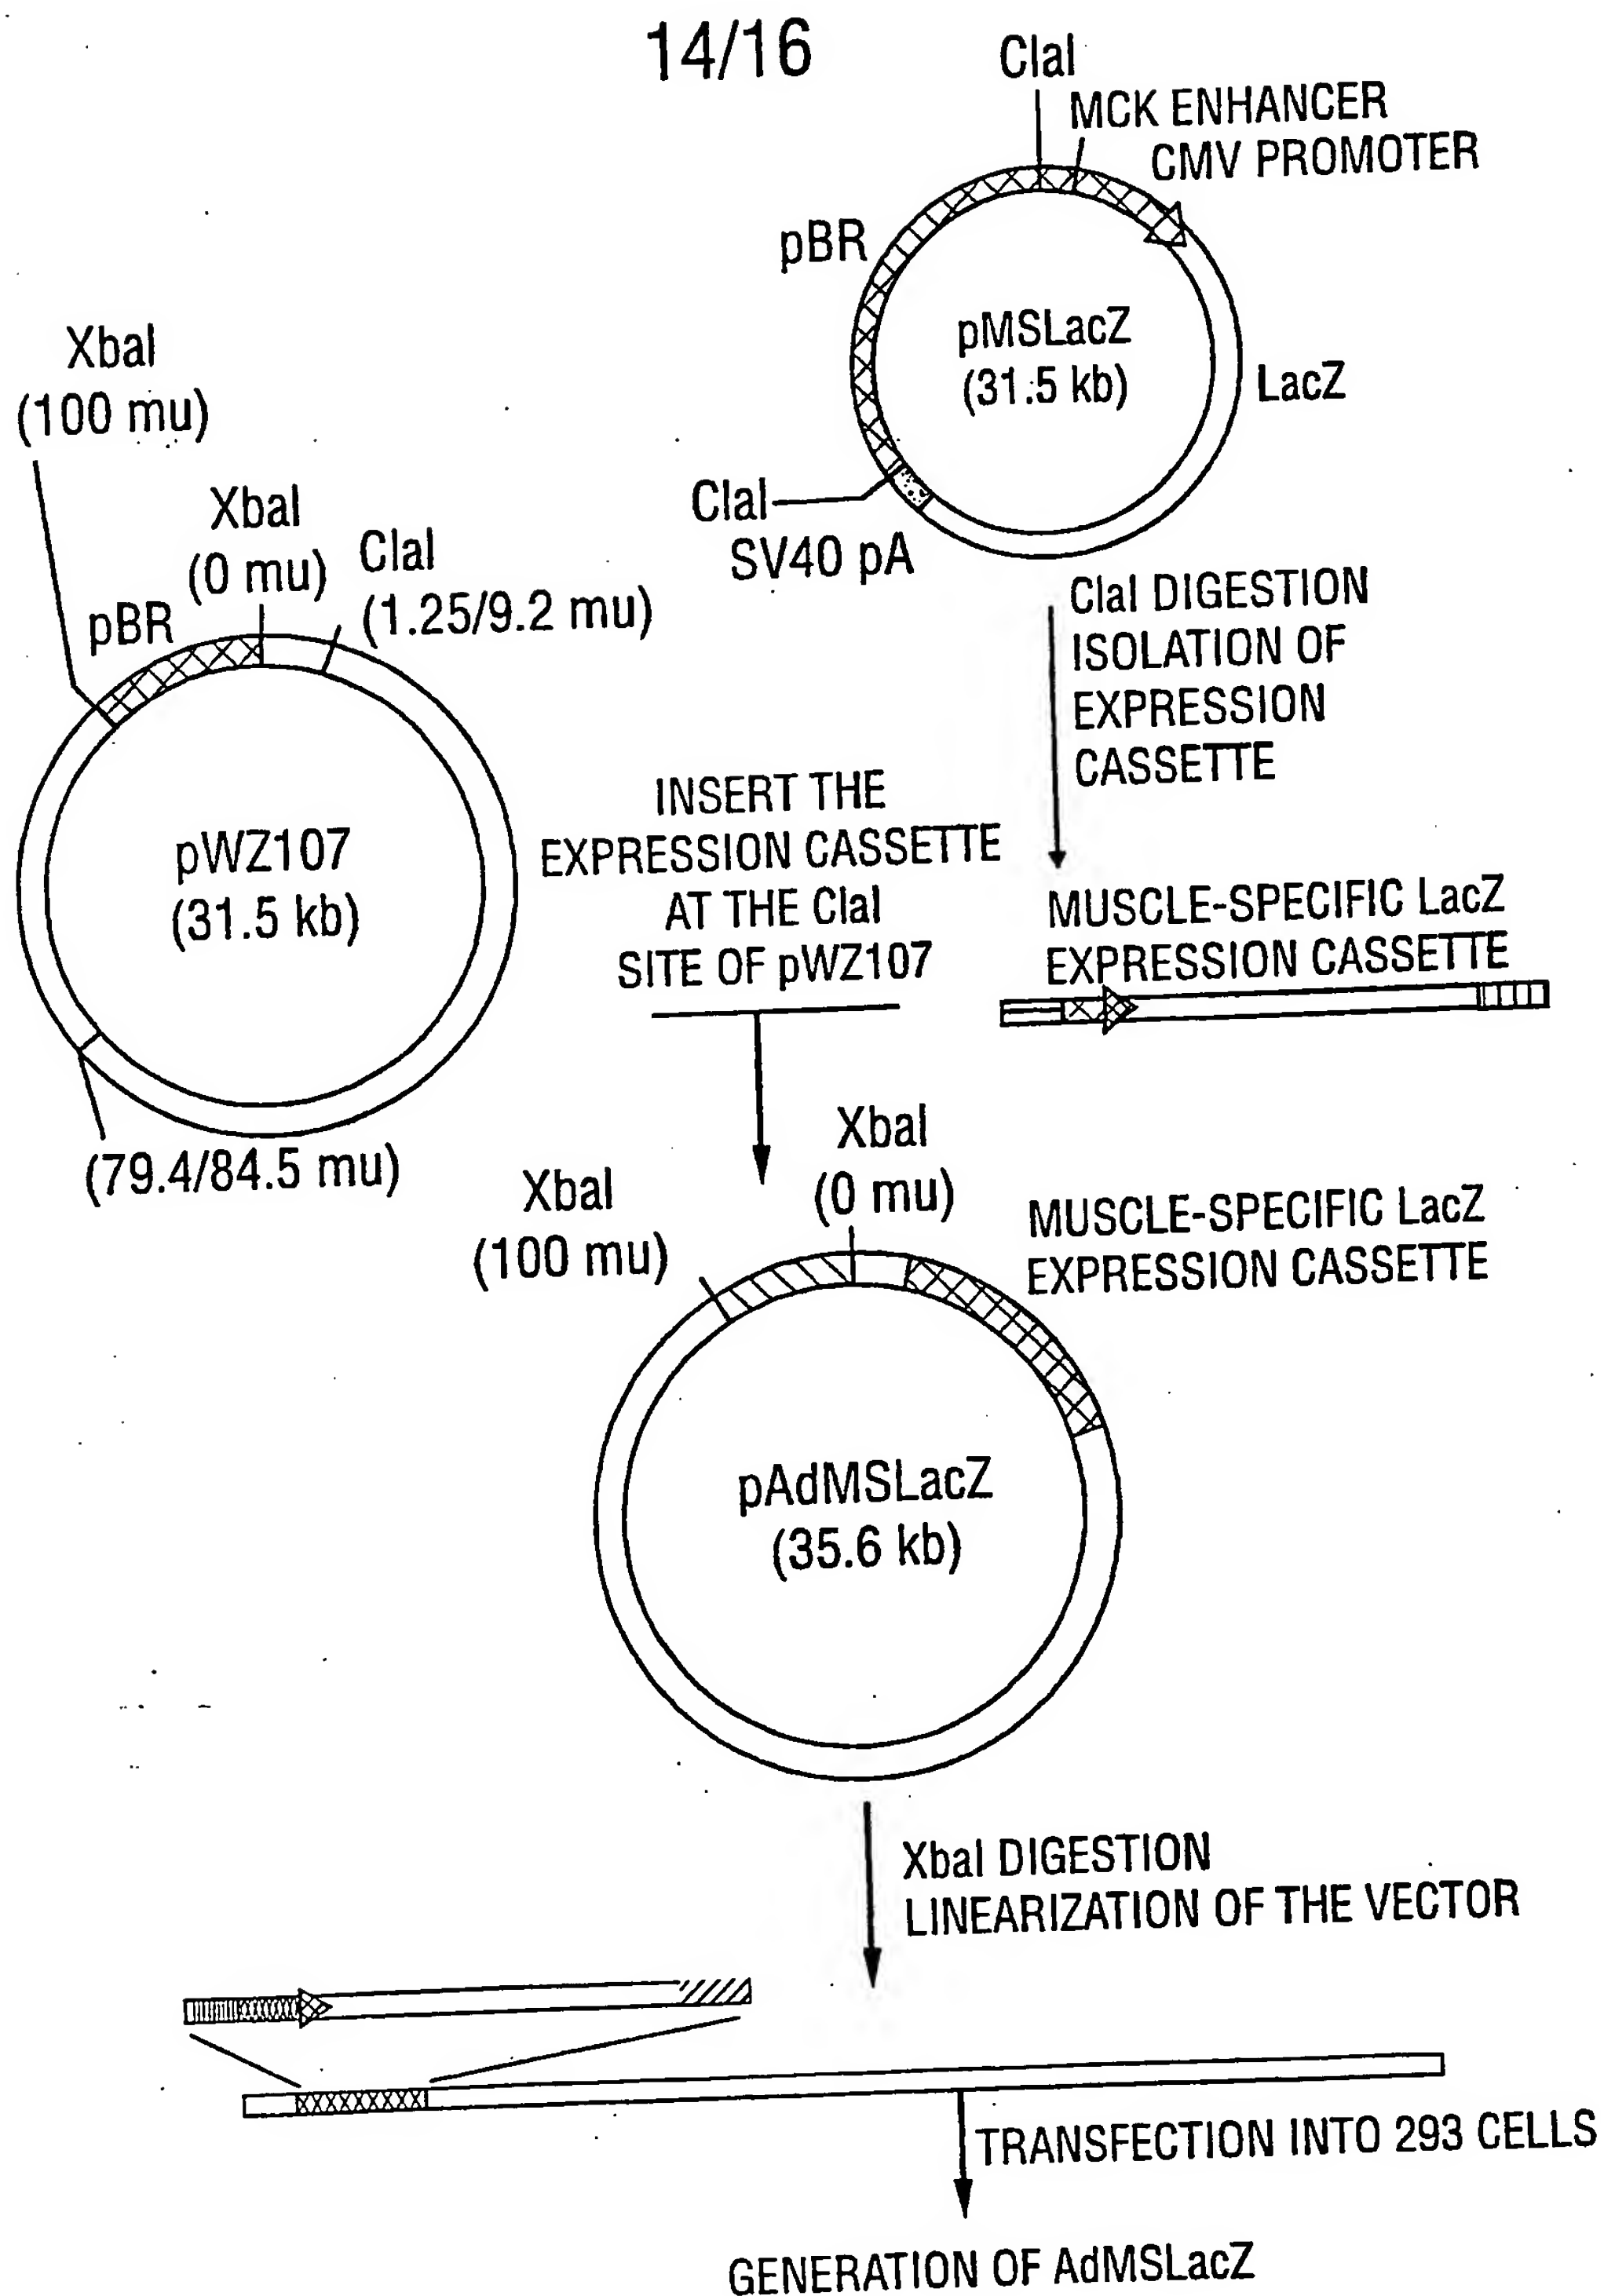 14/16
ClaI
MCK ENHANCER
CMV PROMOTER
pBR
pMSLacZ
(31.5 kb)
LacZ
ClaI
SV40 pA
XbaI
(100 mu)
XbaI
(0 mu)
ClaI
(1.25/9.2 mu)
pBR
pWZ107
(31.5 kb)
(79.4/84.5 mu)
ClaI DIGESTION
ISOLATION OF
EXPRESSION
CASSETTE
INSERT THE
EXPRESSION CASSETTE
AT THE ClaI
SITE OF pWZ107
MUSCLE-SPECIFIC LacZ
EXPRESSION CASSETTE
XbaI
(100 mu)
XbaI
(0 mu)
MUSCLE-SPECIFIC LacZ
EXPRESSION CASSETTE
pAdMSLacZ
(35.6 kb)
XbaI DIGESTION
LINEARIZATION OF THE VECTOR
TRANSFECTION INTO 293 CELLS
GENERATION OF AdMSLacZ